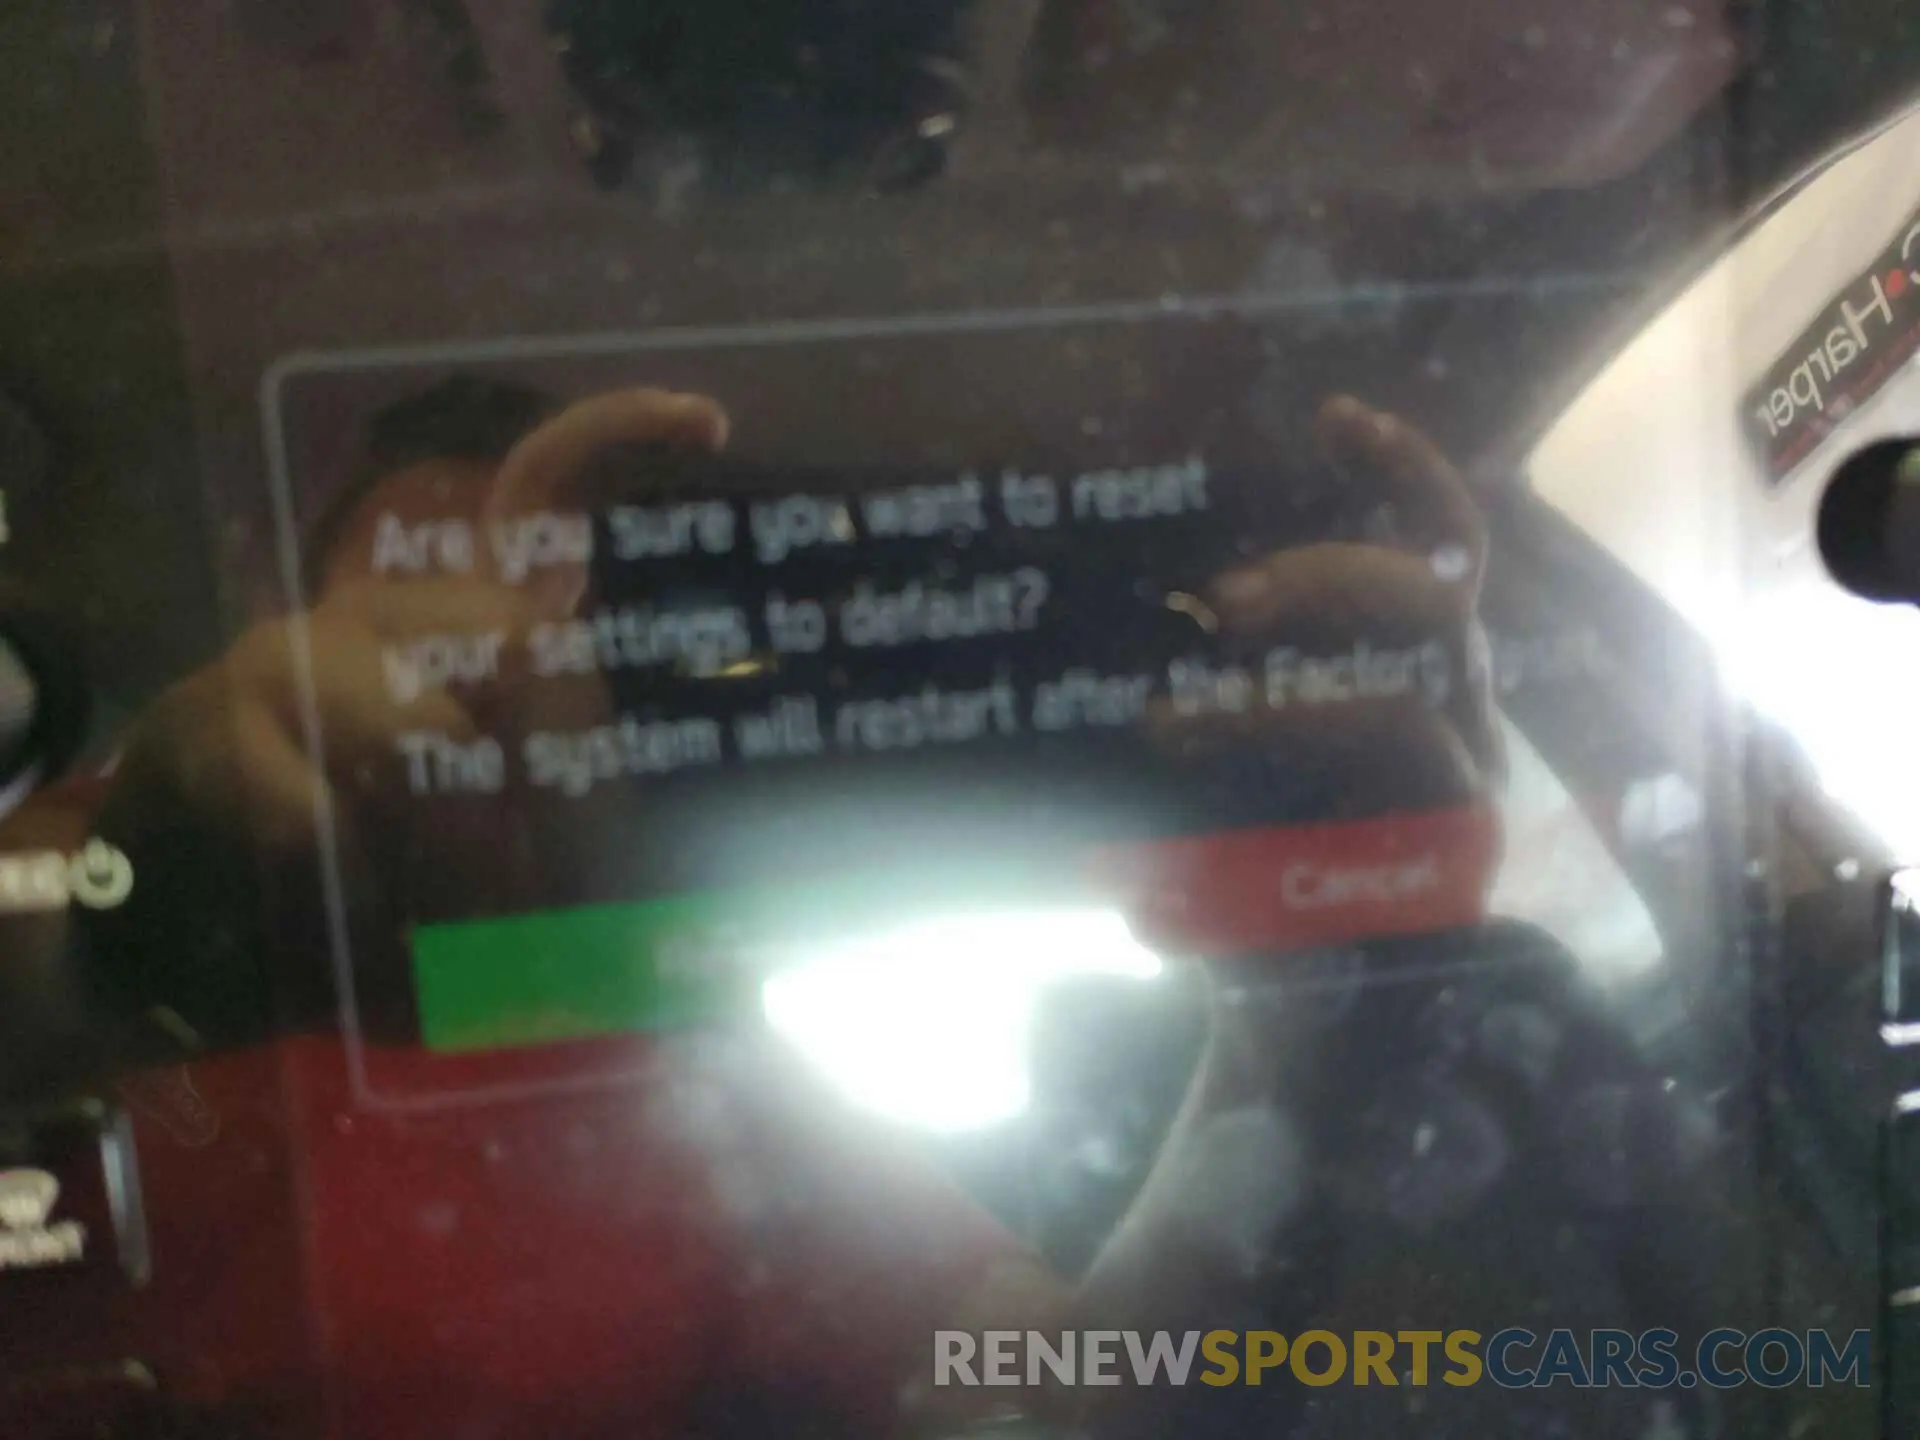 Harber
Are you sure you want to reset
your settings to default?
The system will restart after the Factory
Cancel
RENEWSPORTSCARS.COM